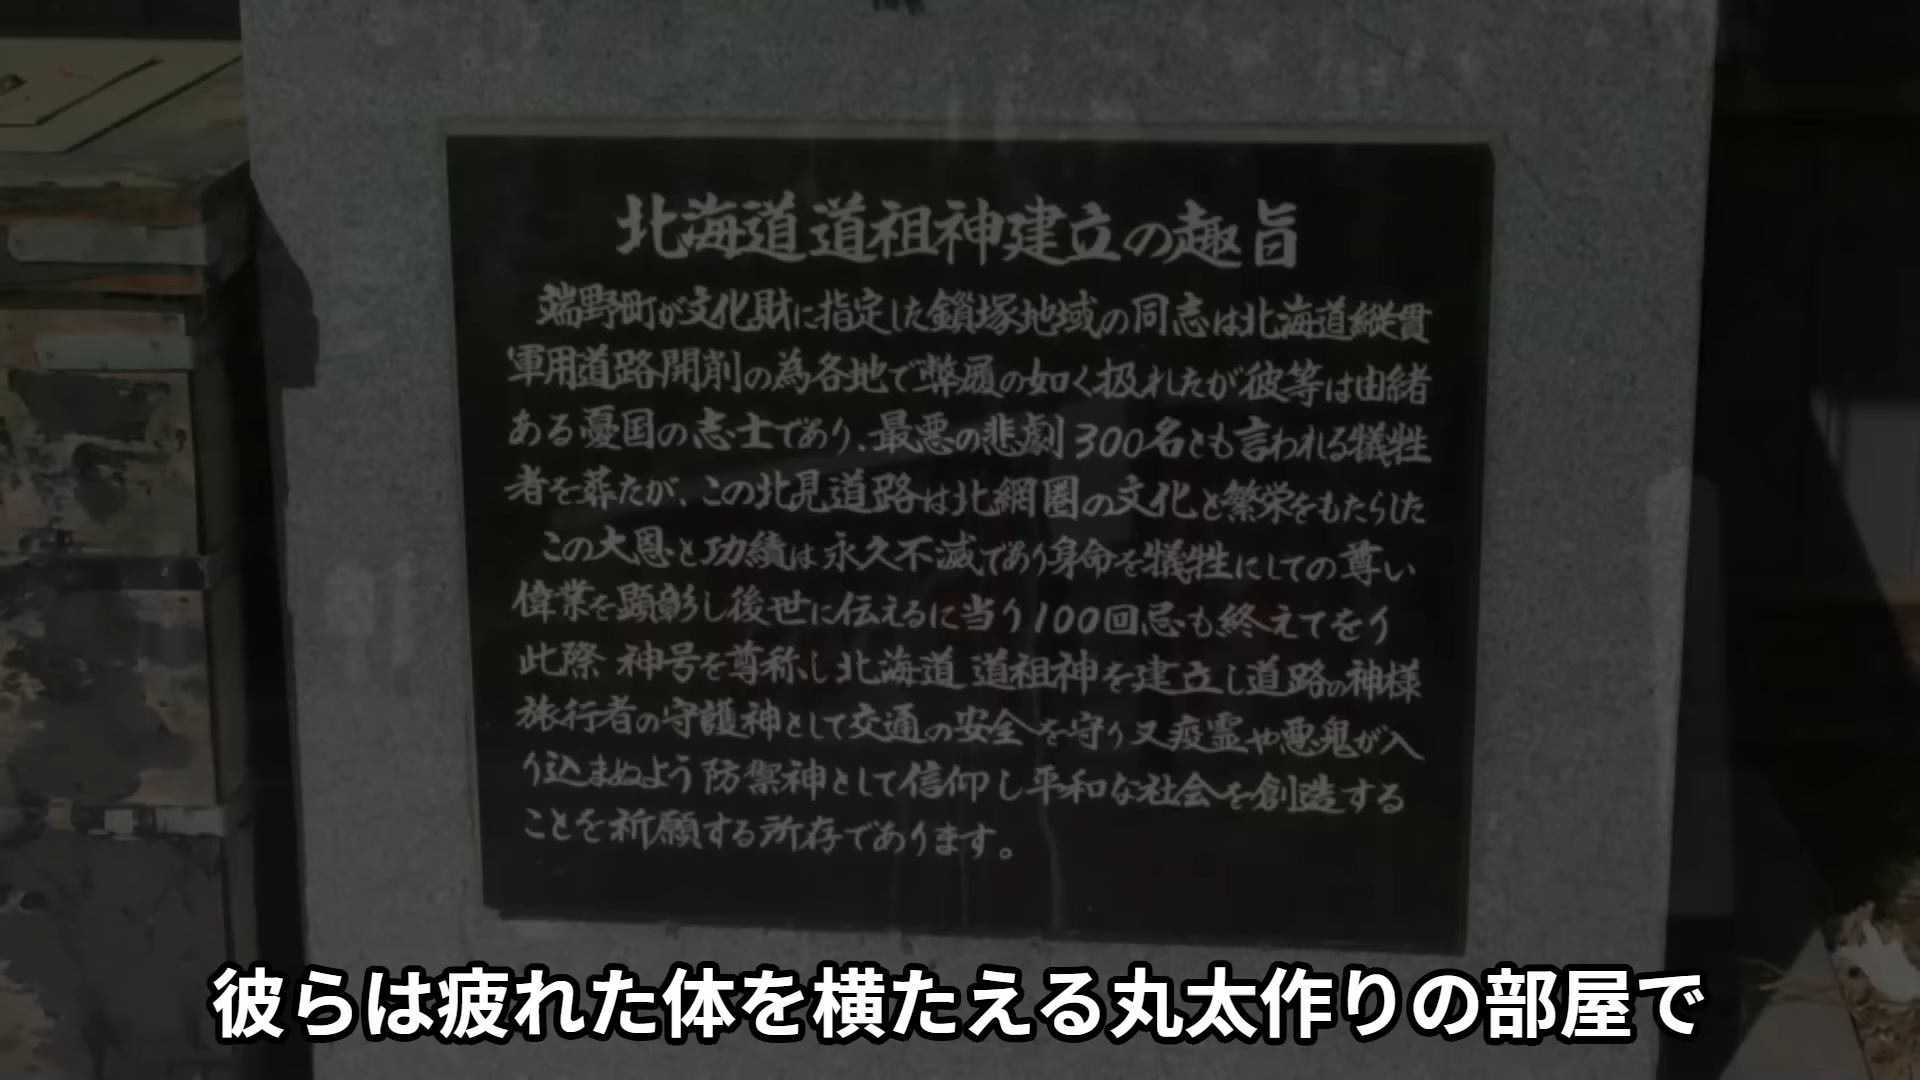 北海道道祖神建立の趣旨
端野町が文化財に指定した鎖塚地域の同志は北海道縦貫
軍用道路開削の為各地で弊履の如く扱れたが彼等は由緒
ある憂国の志士であり、最悪の悲劇300名とも言われる犠牲
者を葬たが、この北見道路は北網圏の文化と繁栄をもたらした
この大恩と功績は永久不滅であり身命を犠牲にしての尊い
偉業を顕彰し後世に伝えるに当り100回忌も終えてをり
此際 神号を尊称し北海道 道祖神を建立し道路の神様
旅行者の守護神として交通の安全を守り又疫霊や悪鬼が入
り込まぬよう防禦神として信仰し平和な社会を創造する
ことを祈願する所存であります。
彼らは疲れた体を横たえる丸太作りの部屋で